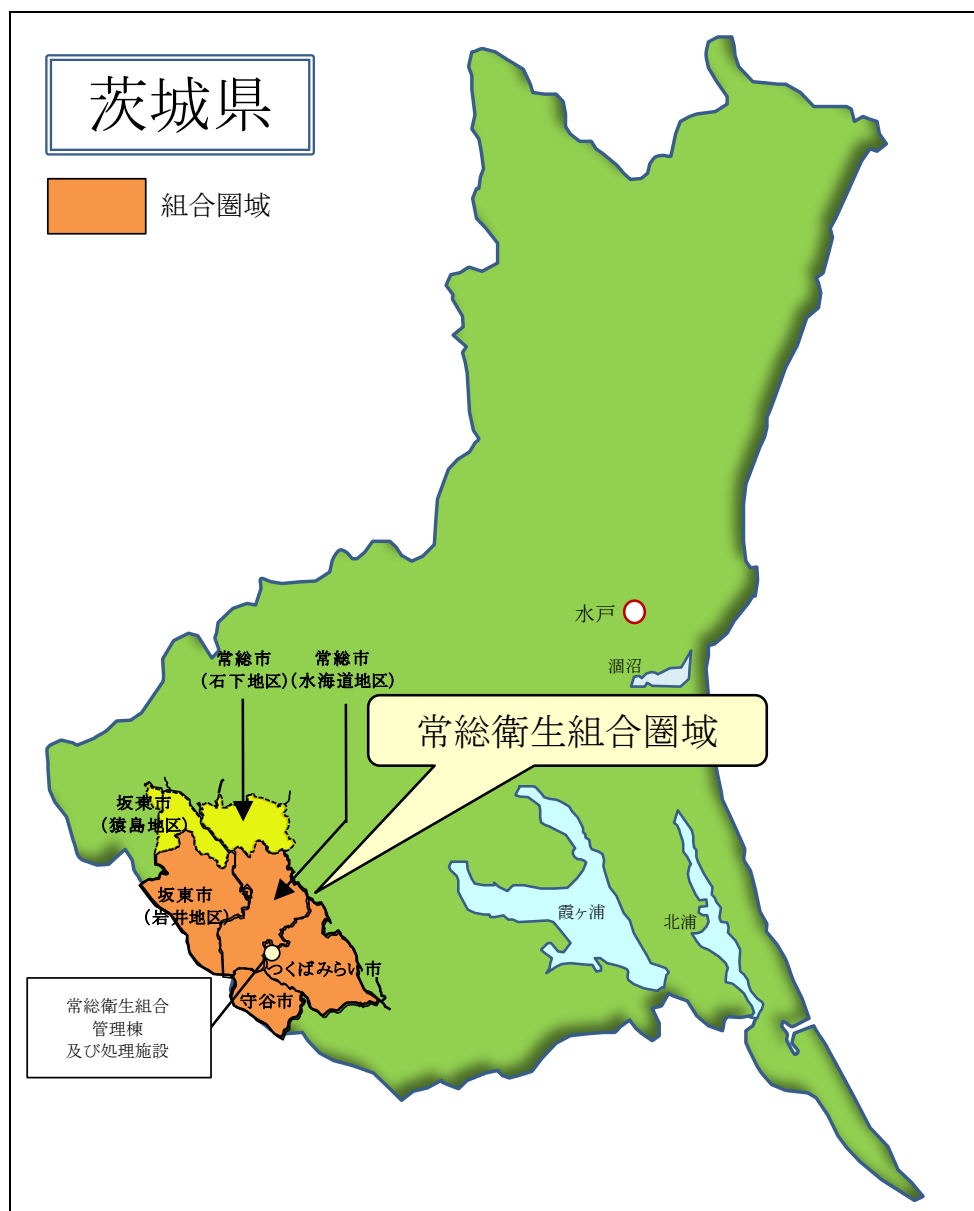 茨城県
組合圏域
水戸
涸沼
常総市
(石下地区)
常総市
(水海道地区)
常総衛生組合圏域
坂東市
(猿島地区)
坂東市
(岩井地区)
霞ヶ浦
北浦
つくばみらい市
守谷市
常総衛生組合
管理棟
及び処理施設